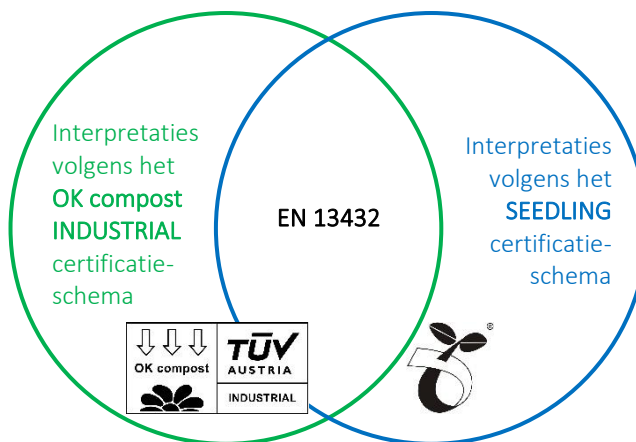 Interpretaties
volgens het
OK compost
INDUSTRIAL
certificatie-
schema
EN 13432
Interpretaties
volgens het
SEEDLING
certificatie-
schema
OK compost
TÜV
AUSTRIA
INDUSTRIAL
®